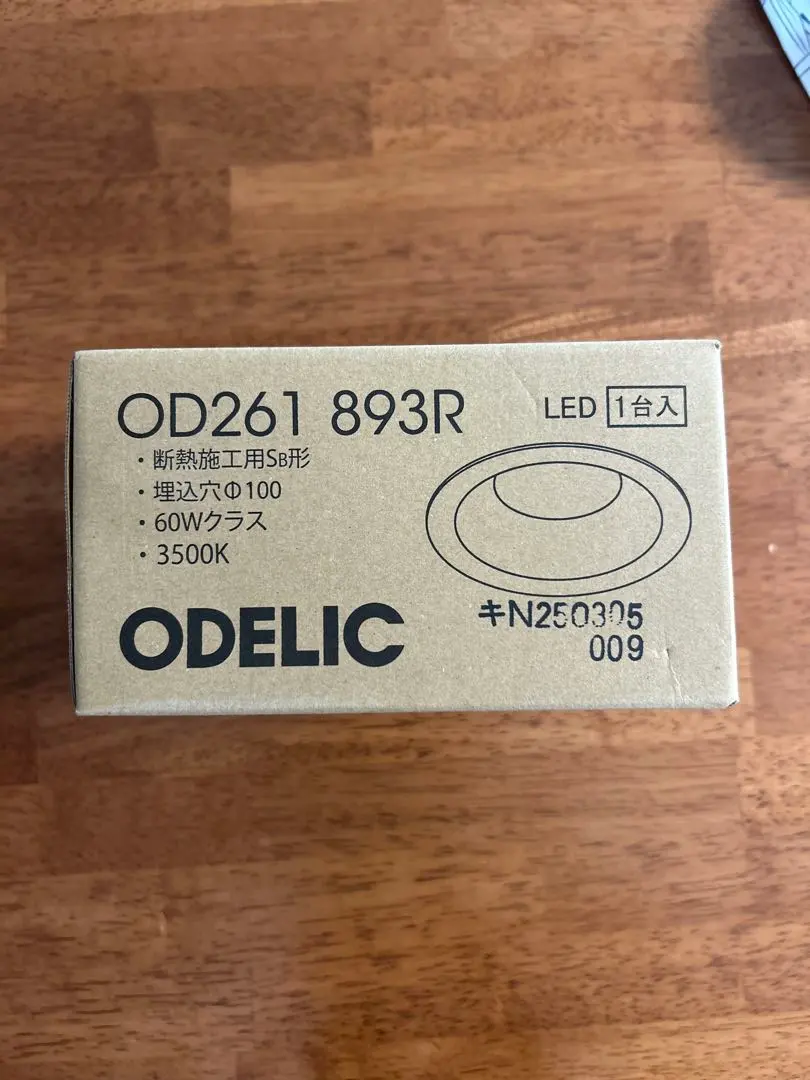 OD261 893R
LED 1台入
・断熱施工用SB形
・埋込穴Φ100
・60Wクラス
・3500K
ODELIC
キN250305
009